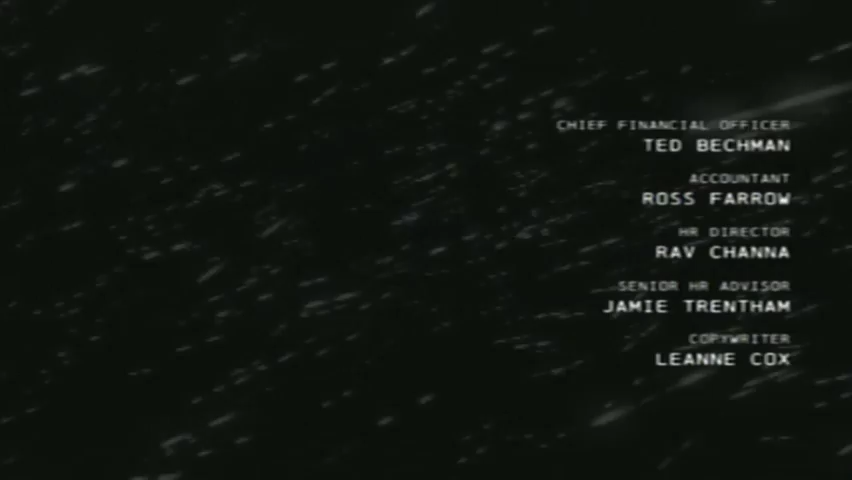 CHIEF FINANCIAL OFFICER
TED BECHMAN
ACCOUNTANT
ROSS FARROW
HR DIRECTOR
RAV CHANNA
SENIOR HR ADVISOR
JAMIE TRENTHAM
COPYWRITER
LEANNE COX